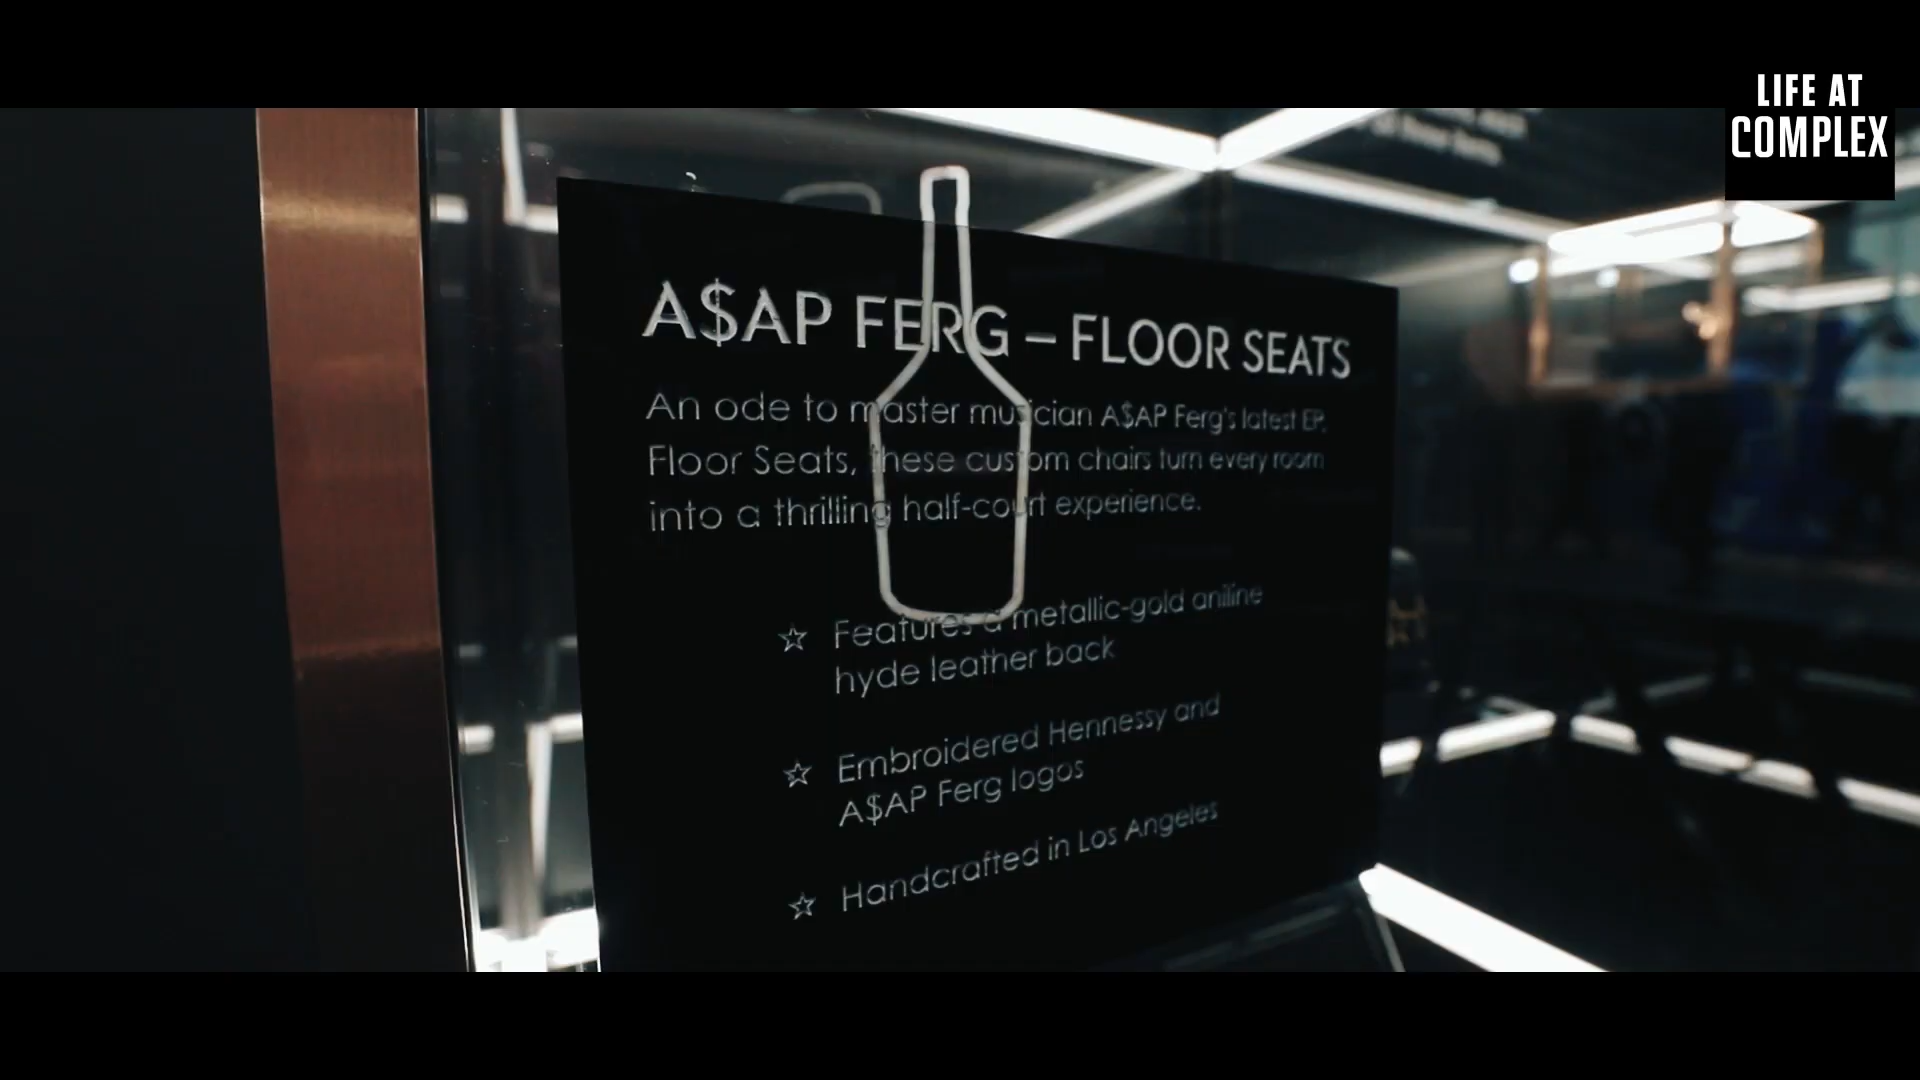 LIFE AT
COMPLEX
A$AP FERG – FLOOR SEATS
An ode to master musician A$AP Ferg's latest EP,
Floor Seats, these custom chairs turn every room
into a thrilling half-court experience.
☆ Features a metallic-gold aniline
hyde leather back
☆ Embroidered Hennessy and
A$AP Ferg logos
☆ Handcrafted in Los Angeles